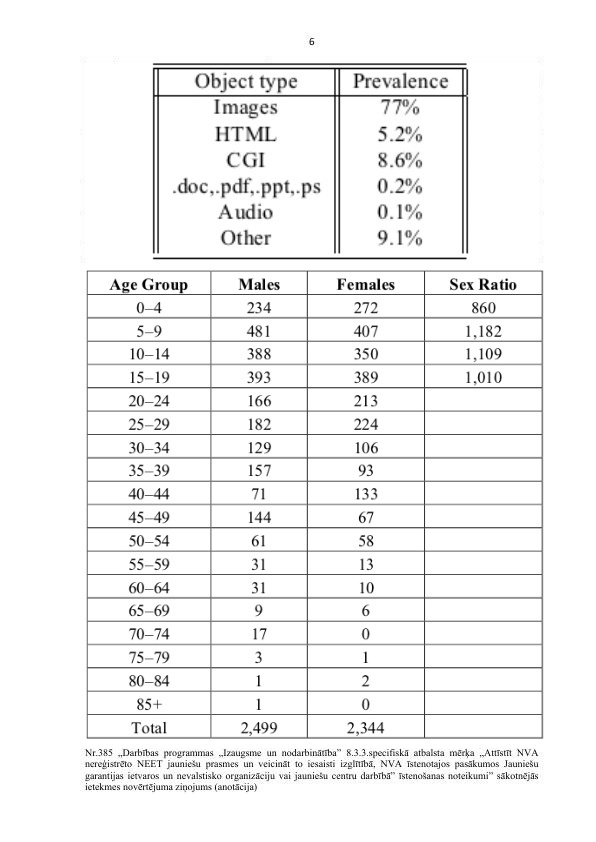 6
Object type Prevalence
Images 77%
HTML 5.2%
CGI 8.6%
.doc,.pdf,.ppt,.ps 0.2%
Audio 0.1%
Other 9.1%
Age Group Males Females Sex Ratio
0–4 234 272 860
5–9 481 407 1,182
10–14 388 350 1,109
15–19 393 389 1,010
20–24 166 213
25–29 182 224
30–34 129 106
35–39 157 93
40–44 71 133
45–49 144 67
50–54 61 58
55–59 31 13
60–64 31 10
65–69 9 6
70–74 17 0
75–79 3 1
80–84 1 2
85+ 1 0
Total 2,499 2,344
Nr.385 „Darbības programmas „Izaugsme un nodarbinātība” 8.3.3.specifiskā atbalsta mērķa „Attīstīt NVA
nereģistrēto NEET jauniešu prasmes un veicināt to iesaisti izglītībā, NVA īstenotajos pasākumos Jauniešu
garantijas ietvaros un nevalstisko organizāciju vai jauniešu centru darbībā” īstenošanas noteikumi” sākotnējās
ietekmes novērtējuma ziņojums (anotācija)